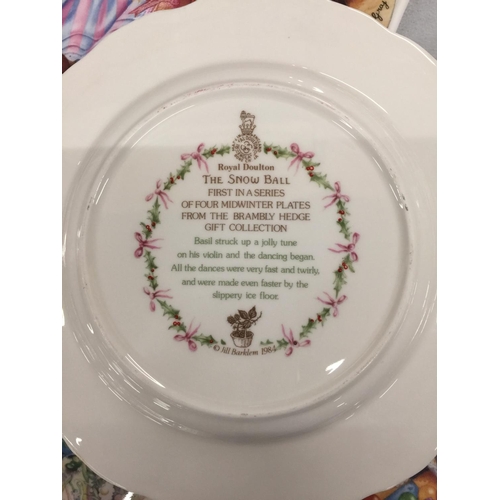 Royal Doulton
THE SNOW BALL
FIRST IN A SERIES
OF FOUR MIDWINTER PLATES
FROM THE BRAMBLY HEDGE
GIFT COLLECTION
Basil struck up a jolly tune
on his violin and the dancing began.
All the dances were very fast and twirly,
and were made even faster by the
slippery ice floor.
© Jill Barklem 1984